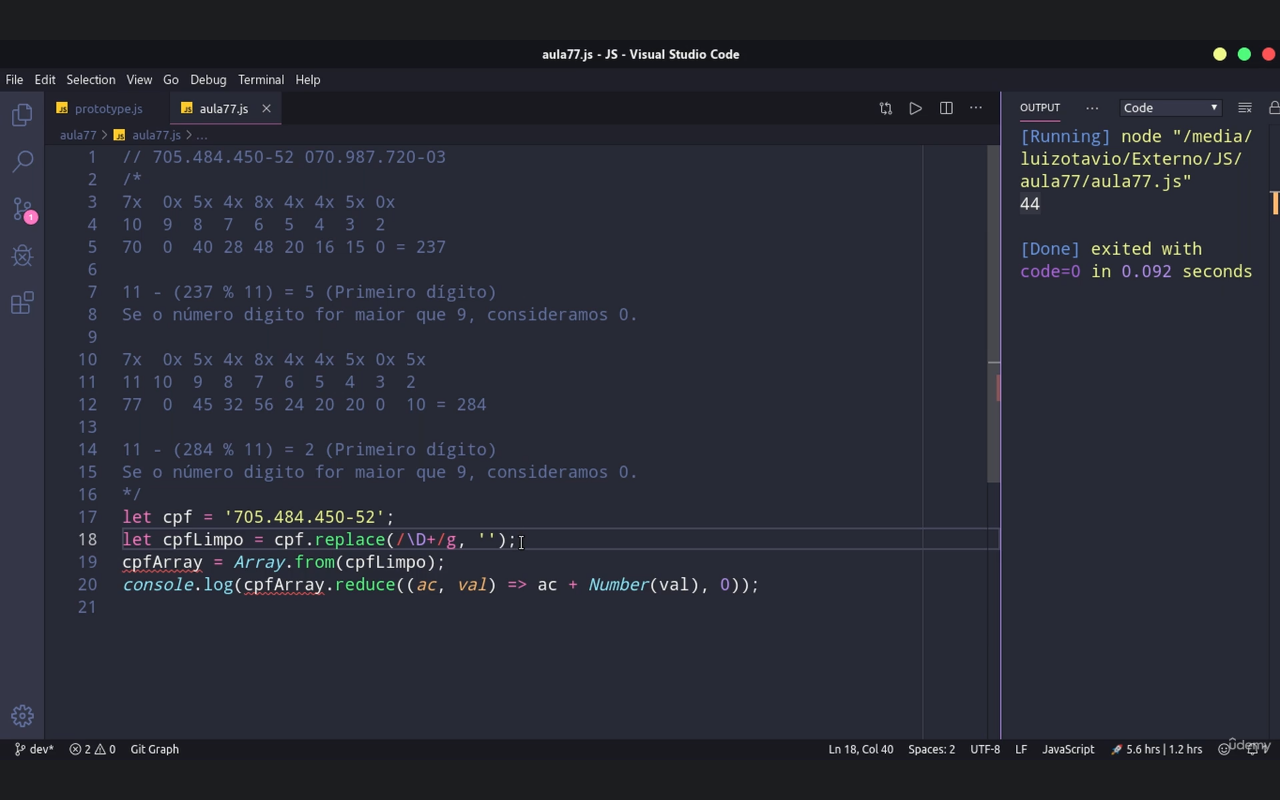 aula77.js - JS - Visual Studio Code
File Edit Selection View Go Debug Terminal Help
JS prototype.js JS aula77.js
OUTPUT ... Code
aula77 > JS aula77.js > ...
1 // 705.484.450-52 070.987.720-03
2 /*
3 7x 0x 5x 4x 8x 4x 4x 5x 0x
4 10 9 8 7 6 5 4 3 2
5 70 0 40 28 48 20 16 15 0 = 237
6
7 11 - (237 % 11) = 5 (Primeiro dígito)
8 Se o número digito for maior que 9, consideramos 0.
9
10 7x 0x 5x 4x 8x 4x 4x 5x 0x 5x
11 11 10 9 8 7 6 5 4 3 2
12 77 0 45 32 56 24 20 20 0 10 = 284
13
14 11 - (284 % 11) = 2 (Primeiro dígito)
15 Se o número digito for maior que 9, consideramos 0.
16 */
17 let cpf = '705.484.450-52';
18 let cpfLimpo = cpf.replace(/\D+/g, '');
19 cpfArray = Array.from(cpfLimpo);
20 console.log(cpfArray.reduce((ac, val) => ac + Number(val), 0));
21
[Running] node "/media/
luizotavio/Externo/JS/
aula77/aula77.js"
44
[Done] exited with
code=0 in 0.092 seconds
1
dev* 2 0 Git Graph Ln 18, Col 40 Spaces: 2 UTF-8 LF JavaScript 5.6 hrs | 1.2 hrs 1
ûdemy